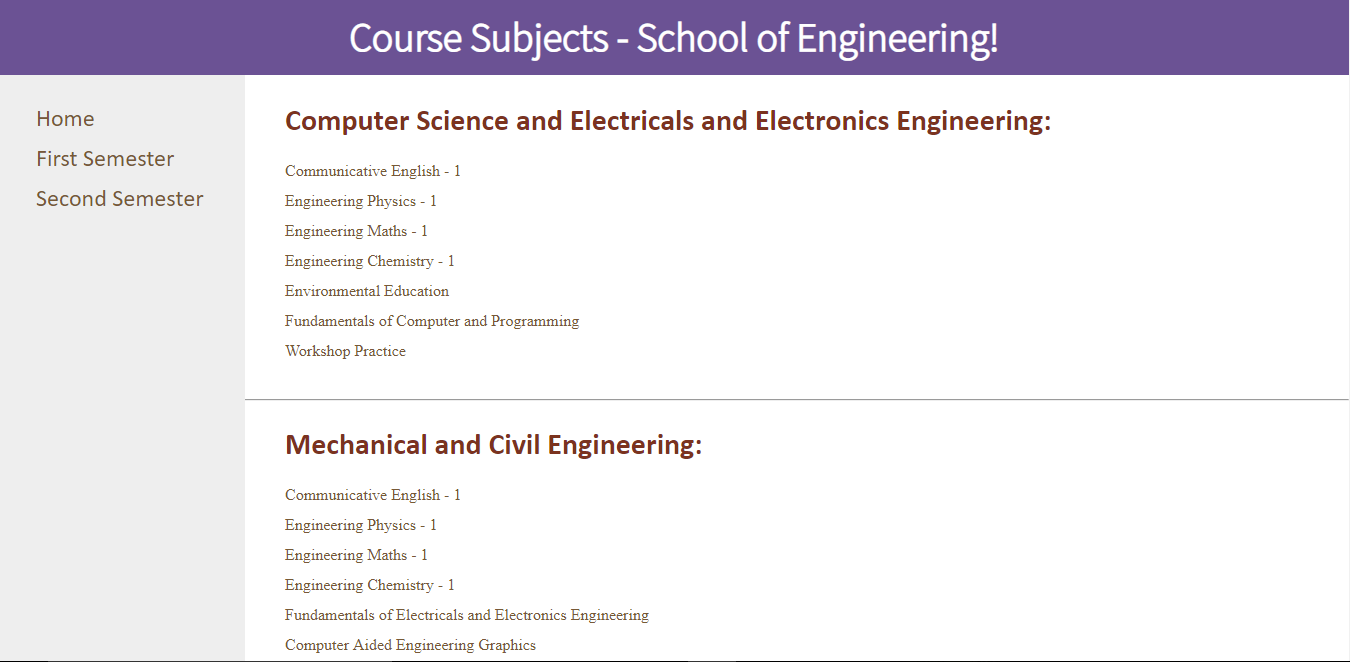 Course Subjects - School of Engineering!
Home
First Semester
Second Semester
Computer Science and Electricals and Electronics Engineering:
Communicative English - 1
Engineering Physics - 1
Engineering Maths - 1
Engineering Chemistry - 1
Environmental Education
Fundamentals of Computer and Programming
Workshop Practice
Mechanical and Civil Engineering:
Communicative English - 1
Engineering Physics - 1
Engineering Maths - 1
Engineering Chemistry - 1
Fundamentals of Electricals and Electronics Engineering
Computer Aided Engineering Graphics